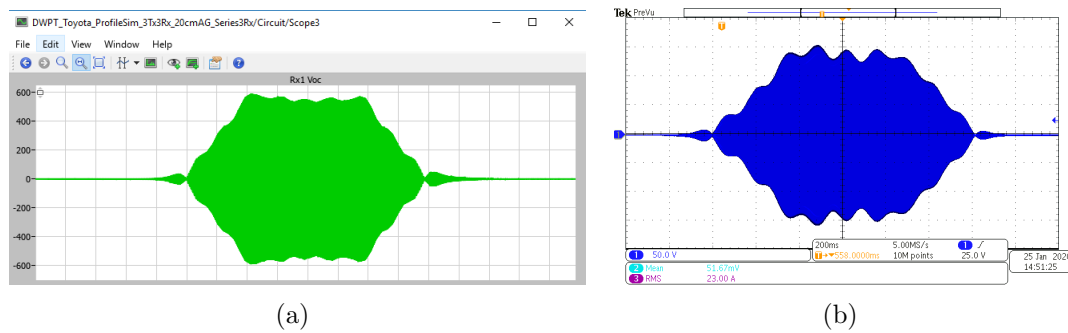 DWPT_Toyota_ProfileSim_3Tx3Rx_20cmAG_Series3Rx/Circuit/Scope3
File Edit View Window Help
Rx1 Voc
600
400
200
0
-200
-400
-600
(a)
Tek PreVu
T
1
1 50.0 V
200ms
T→▼558.0000ms
5.00MS/s
10M points
1
25.0 V
2 Mean 51.67mV
3 RMS 23.00 A
25 Jan 2020
14:51:25
(b)